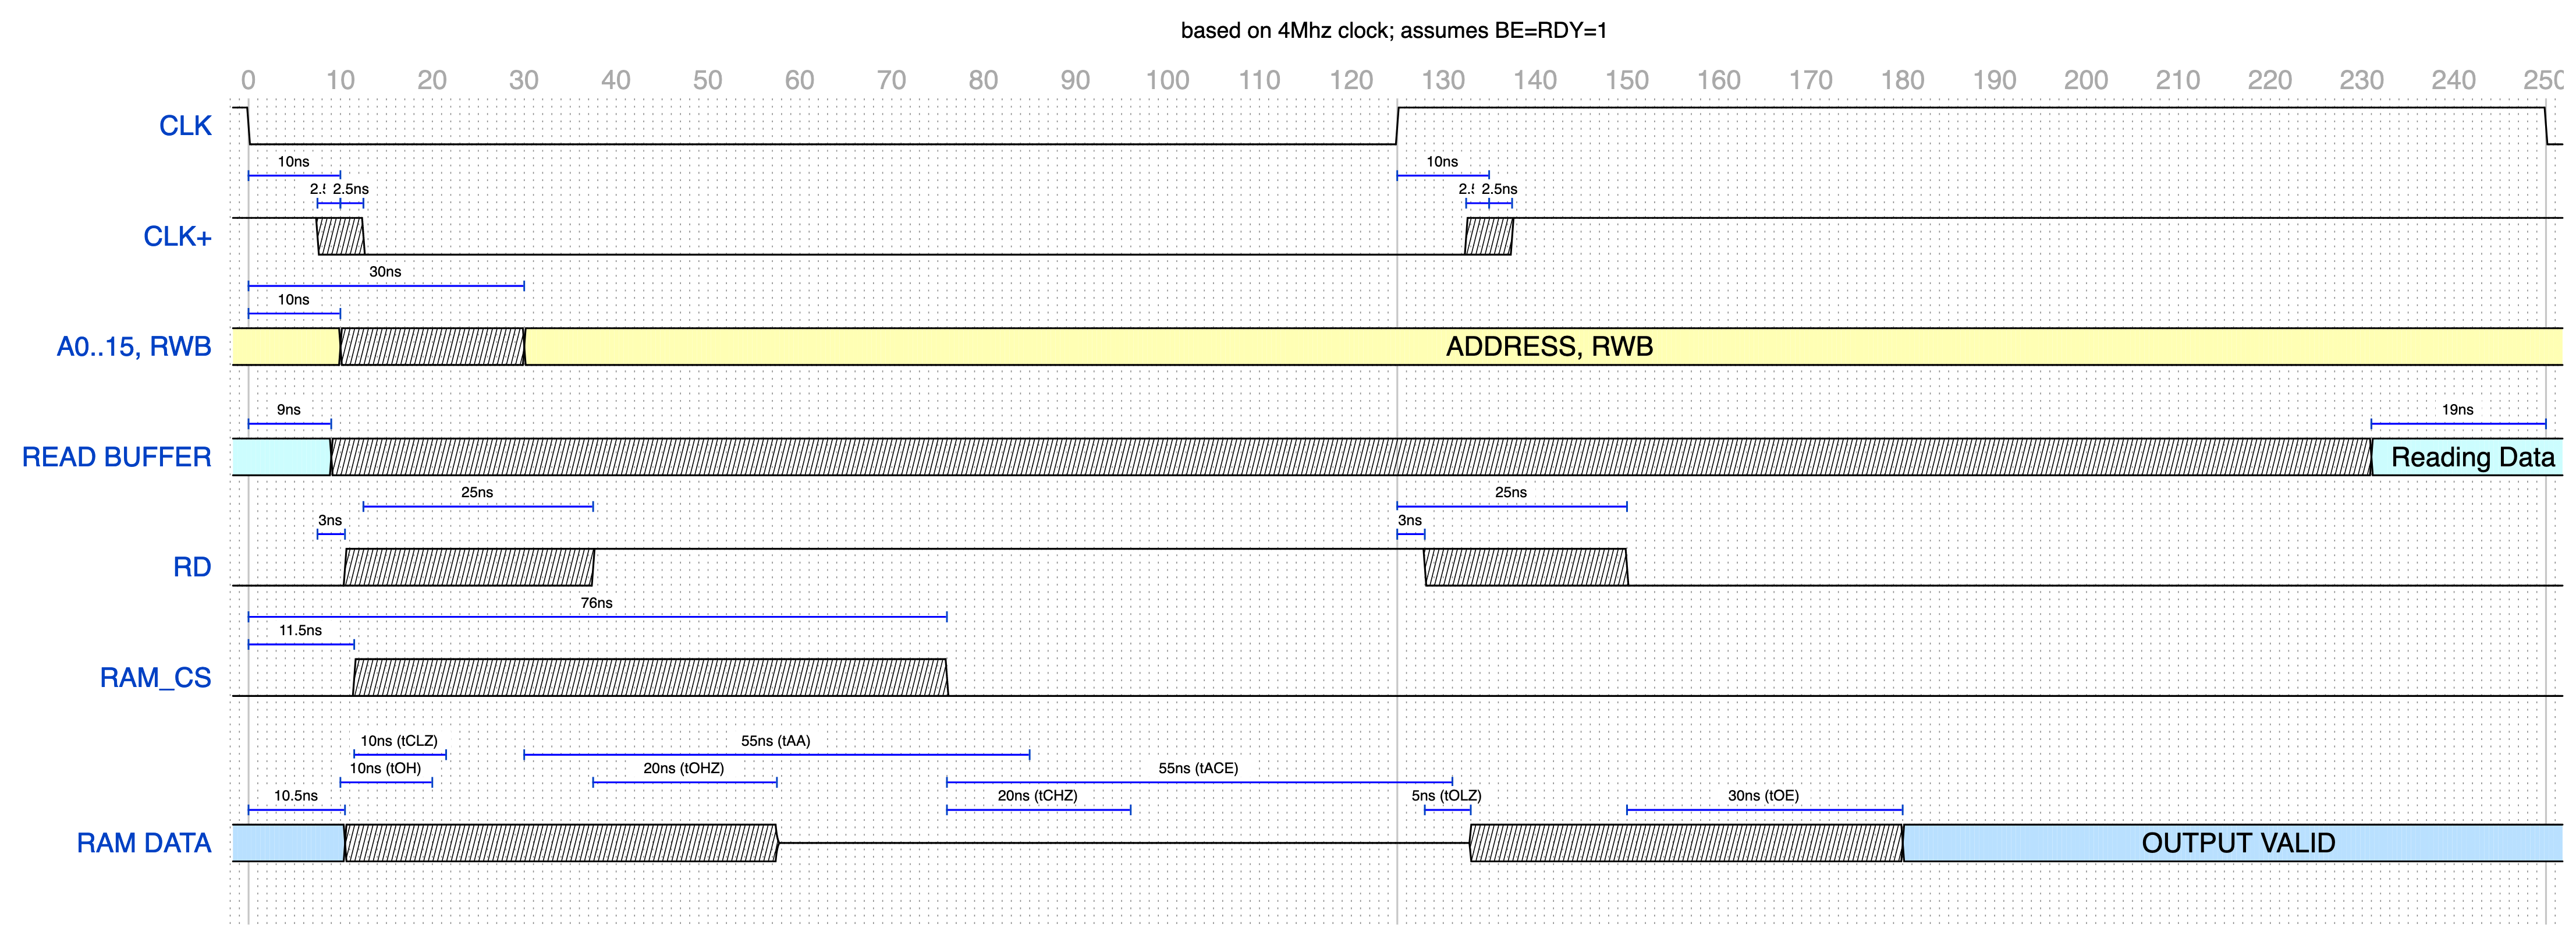 based on 4Mhz clock; assumes BE=RDY=1
0 10 20 30 40 50 60 70 80 90 100 110 120 130 140 150 160 170 180 190 200 210 220 230 240 250
CLK
10ns 10ns
2.5 2.5ns 2.5 2.5ns
CLK+
30ns
10ns
A0..15, RWB ADDRESS, RWB
9ns 19ns
READ BUFFER Reading Data
25ns 25ns
3ns 3ns
RD
76ns
11.5ns
RAM_CS
10ns (tCLZ) 55ns (tAA)
10ns (tOH) 20ns (tOHZ) 55ns (tACE)
10.5ns 20ns (tCHZ) 5ns (tOLZ) 30ns (tOE)
RAM DATA OUTPUT VALID